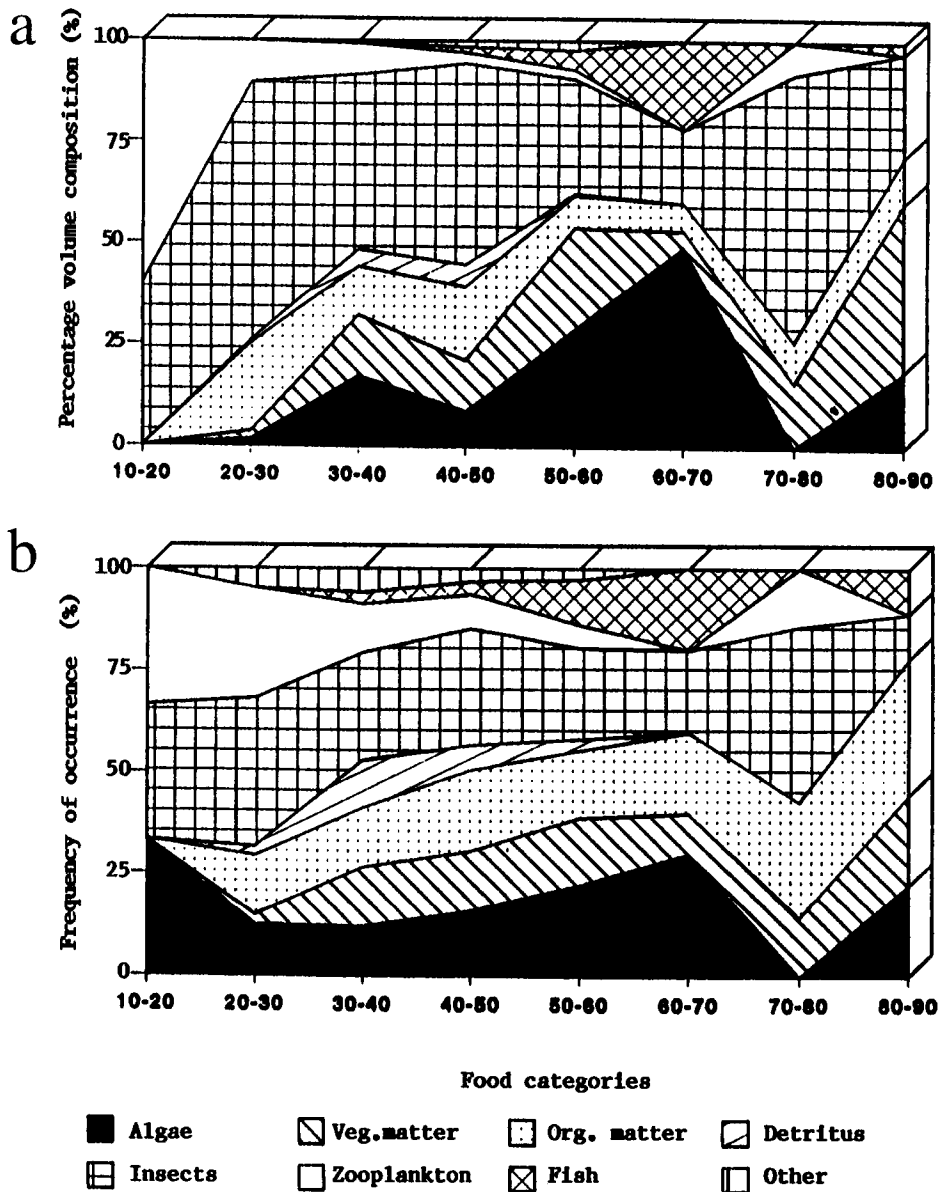 a
Percentage volume composition (%)
100
75
50
25
0
10-20 20-30 30-40 40-50 50-60 60-70 70-80 80-90
b
Frequency of occurrence (%)
100
75
50
25
0
10-20 20-30 30-40 40-50 50-60 60-70 70-80 80-90
Food categories
Algae Veg.matter Org. matter Detritus
Insects Zooplankton Fish Other